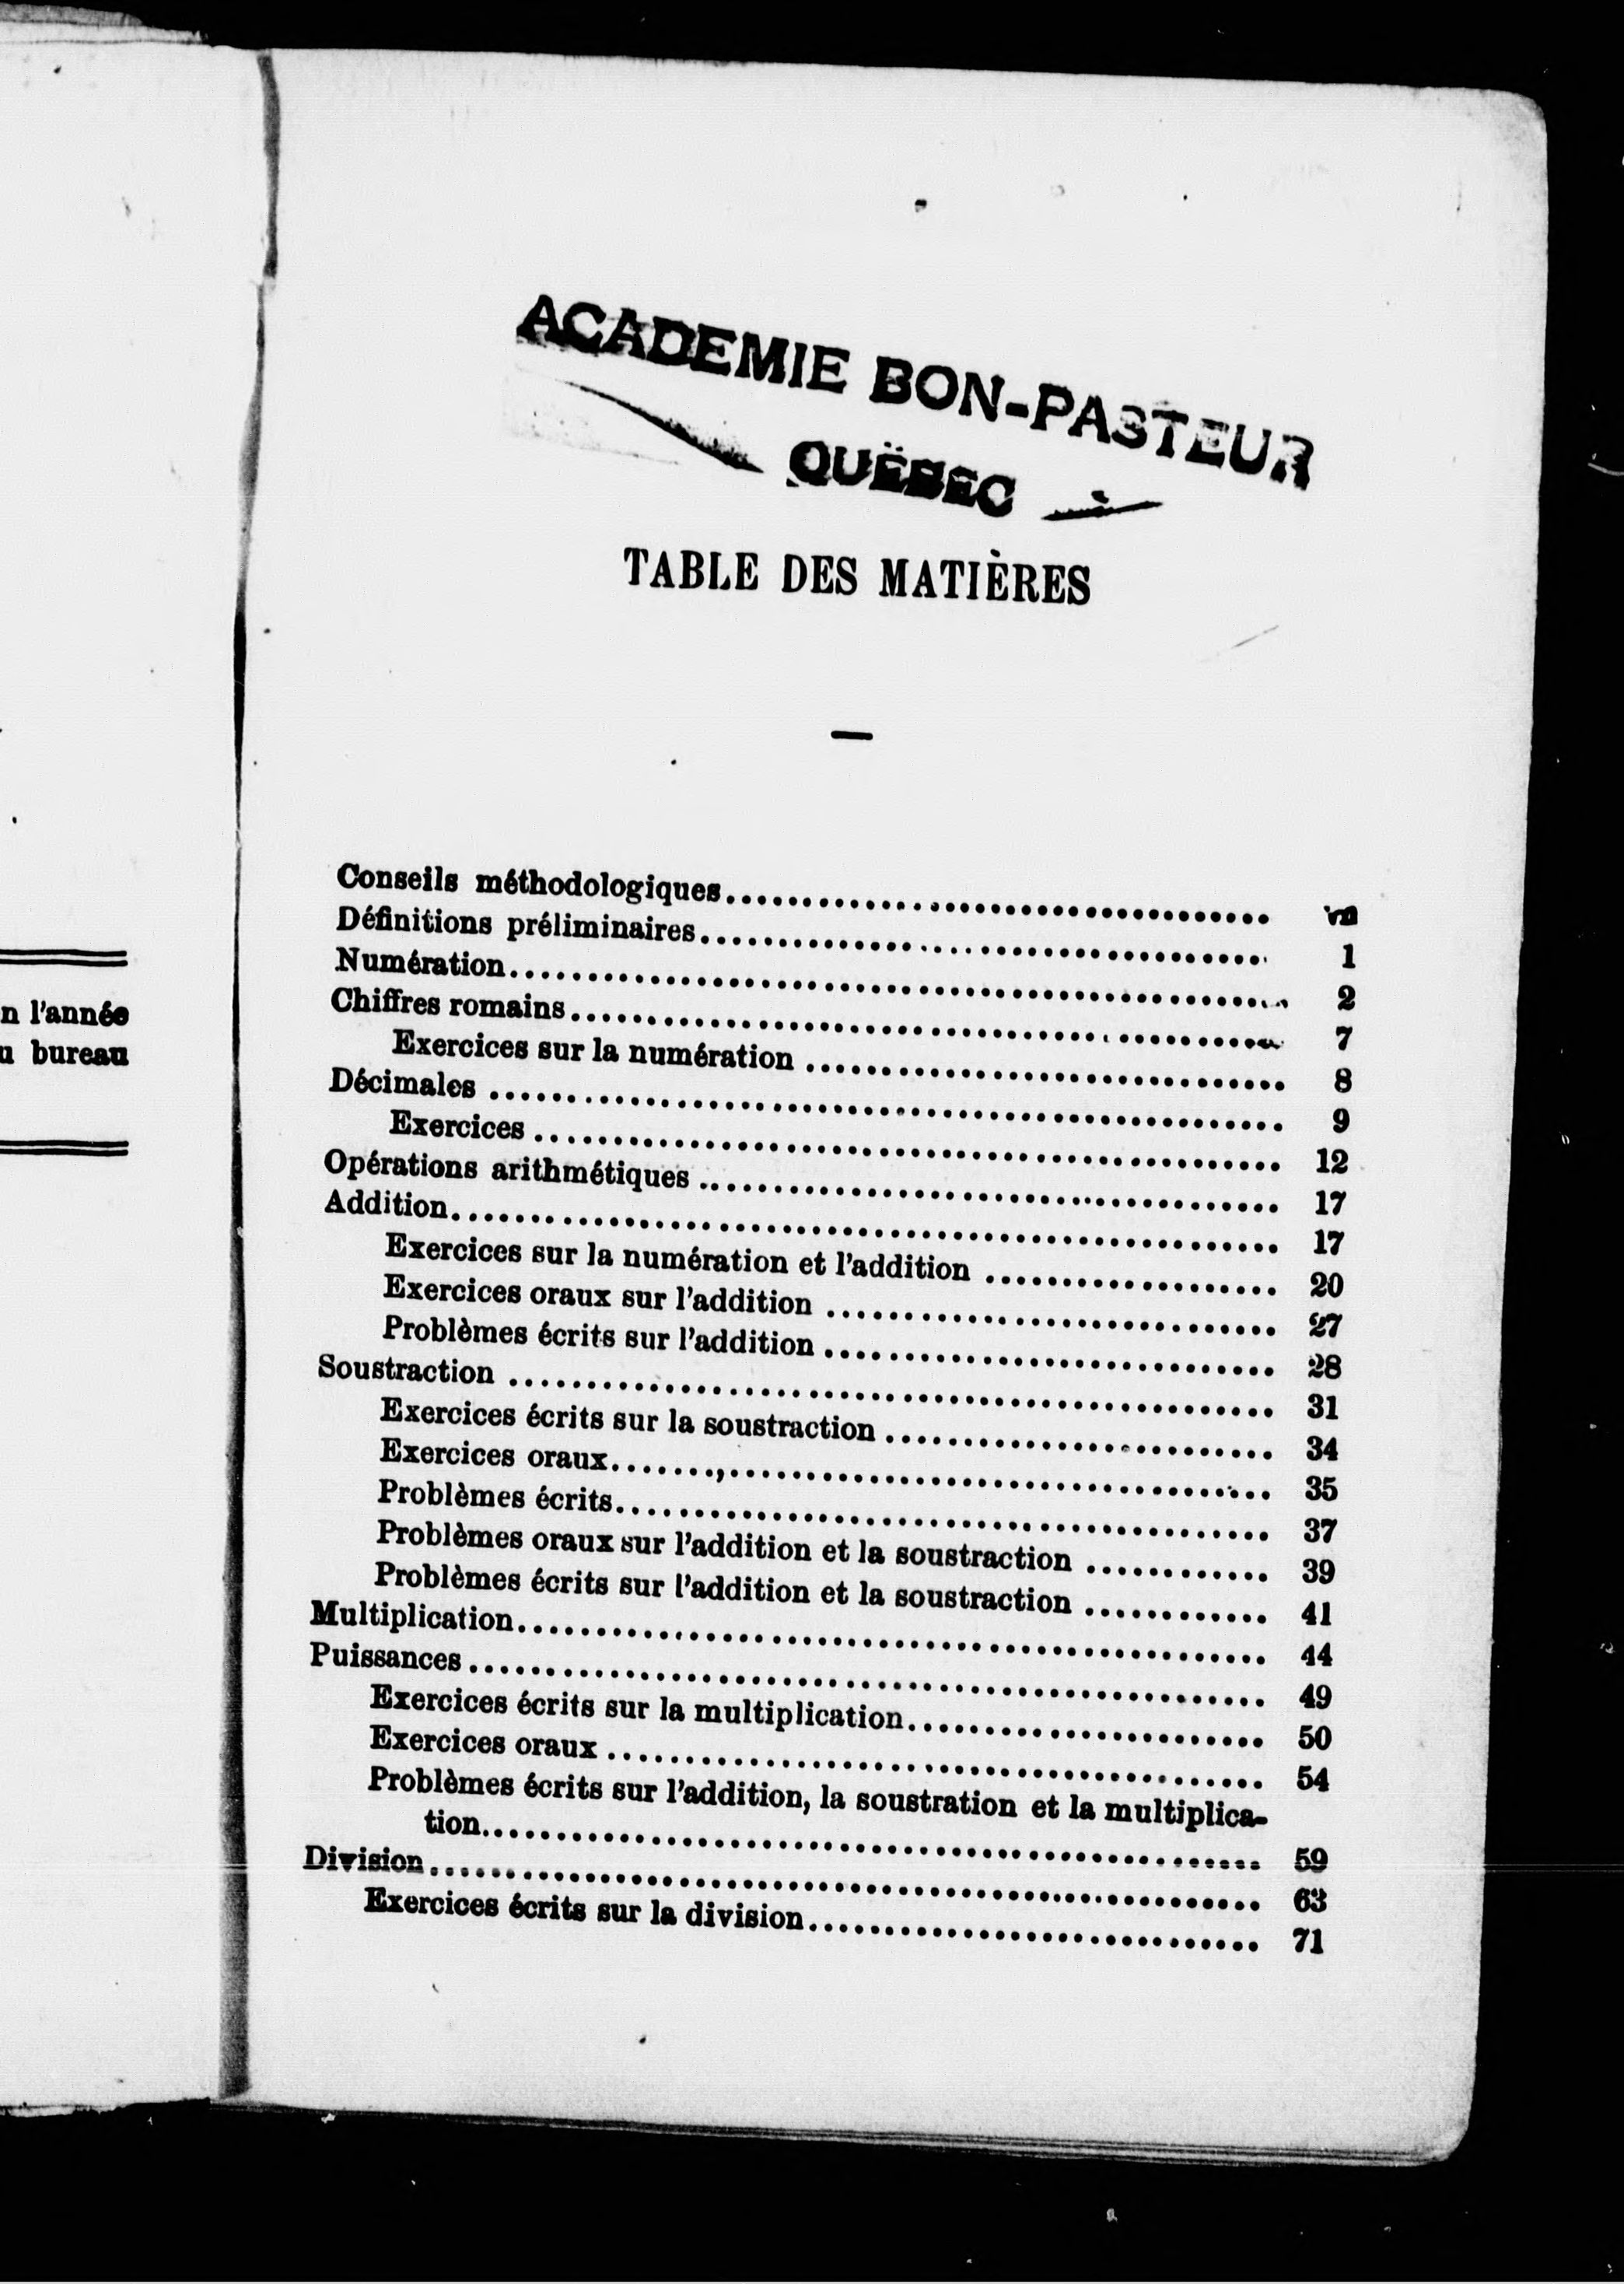 n l'année
u bureau
ACADEMIE BON-PASTEUR
QUÉBEC
TABLE DES MATIÈRES
Conseils méthodologiques........................................ VII
Définitions préliminaires........................................ 1
Numération........................................ 2
Chiffres romains........................................ 7
Exercices sur la numération ........................................ 8
Décimales ........................................ 9
Exercices ........................................ 12
Opérations arithmétiques ........................................ 17
Addition........................................ 17
Exercices sur la numération et l'addition ................... 20
Exercices oraux sur l'addition ............................. 27
Problèmes écrits sur l'addition ............................. 28
Soustraction ........................................ 31
Exercices écrits sur la soustraction ......................... 34
Exercices oraux........................................ 35
Problèmes écrits........................................ 37
Problèmes oraux sur l'addition et la soustraction ............ 39
Problèmes écrits sur l'addition et la soustraction ............ 41
Multiplication........................................ 44
Puissances........................................ 49
Exercices écrits sur la multiplication....................... 50
Exercices oraux ........................................ 54
Problèmes écrits sur l'addition, la soustration et la multiplica-
tion........................................ 59
Division........................................ 63
Exercices écrits sur la division............................. 71